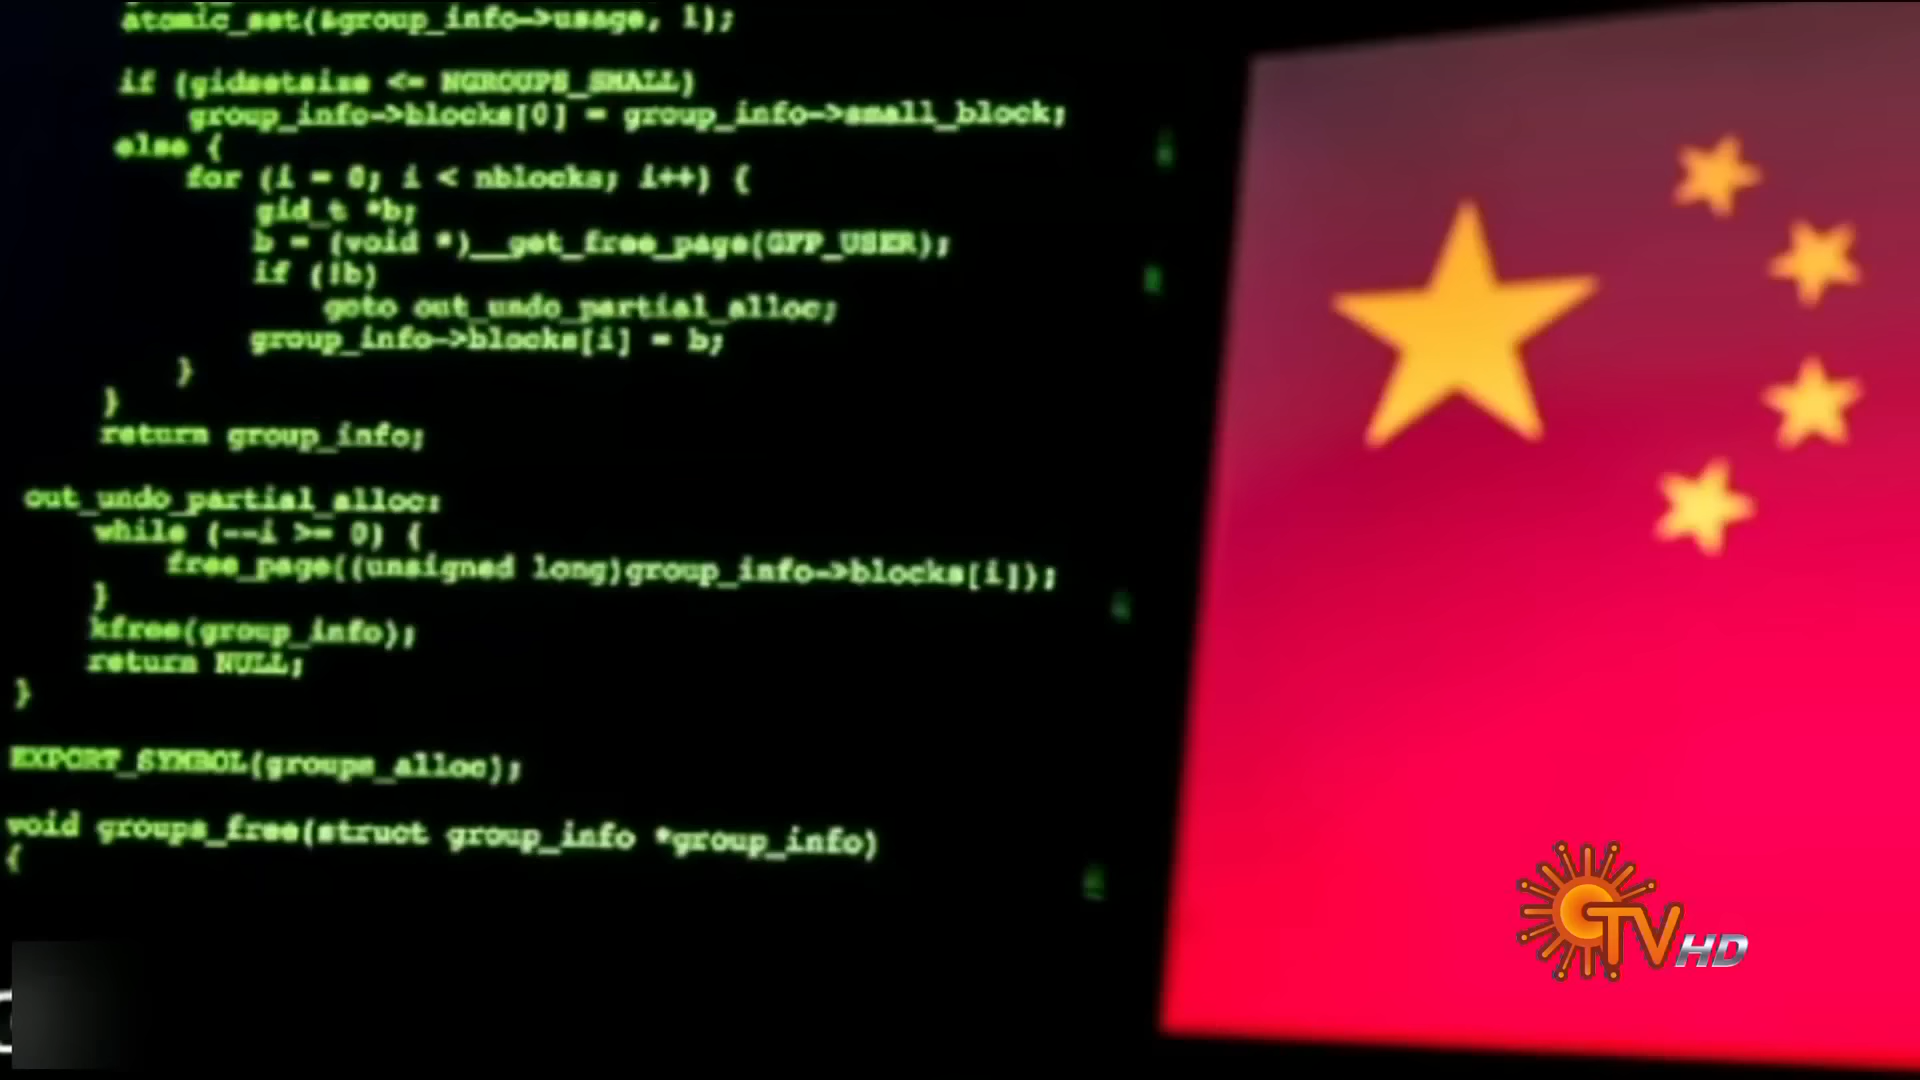 atomic_set(&group_info->usage, 1);
if (gidsetsize <= NGROUPS_SMALL)
group_info->blocks[0] = group_info->small_block;
else {
for (i = 0; i < nblocks; i++) {
gid_t *b;
b = (void *)__get_free_page(GFP_USER);
if (!b)
goto out_undo_partial_alloc;
group_info->blocks[i] = b;
}
}
return group_info;
out_undo_partial_alloc:
while (--i >= 0) {
free_page((unsigned long)group_info->blocks[i]);
}
kfree(group_info);
return NULL;
}
EXPORT_SYMBOL(groups_alloc);
void groups_free(struct group_info *group_info)
{
TV HD